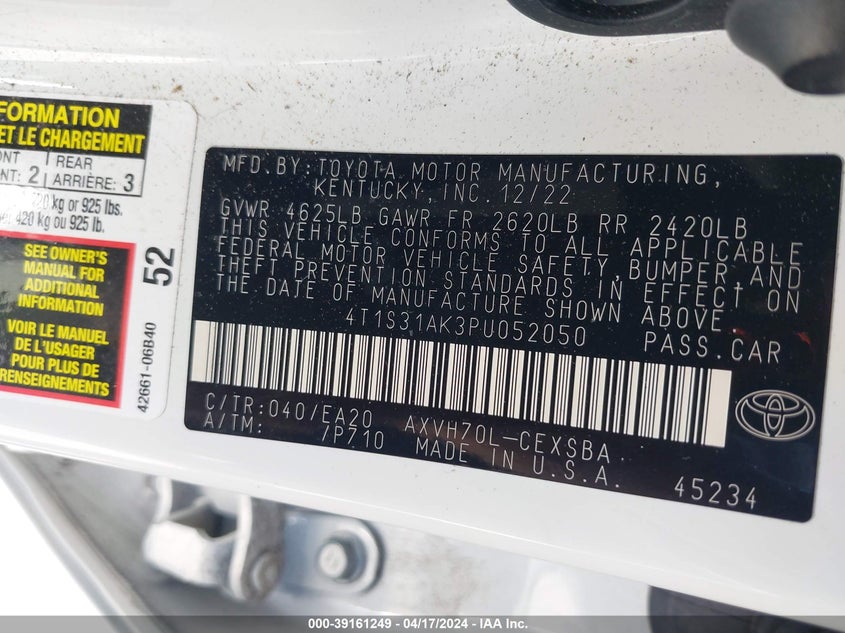 FORMATION
ET LE CHARGEMENT
REAR
2 ARRIÈRE: 3
kg or 925 lbs.
420 kg ou 925 lb.
SEE OWNER'S
MANUAL FOR
ADDITIONAL
INFORMATION
VOIR LE MANUEL
DE L'USAGER
POUR PLUS DE
RENSEIGNEMENTS
52
42661-06B40
MFD.BY:TOYOTA MOTOR MANUFACTURING,
KENTUCKY,INC.12/22
GVWR 4625LB GAWR FR 2620LB RR 2420LB
THIS VEHICLE CONFORMS TO ALL APPLICABLE
FEDERAL MOTOR VEHICLE SAFETY,BUMPER,AND
THEFT PREVENTION STANDARDS IN EFFECT ON
THE DATE OF MANUFACTURE SHOWN ABOVE.
4T1S31AK3PU052050 PASS.CAR
C/TR:040/EA20 AXVH70L-CEXSBA
A/TM: /P710 MADE IN U.S.A.
45234
000-39161249 - 04/17/2024 - IAA Inc.